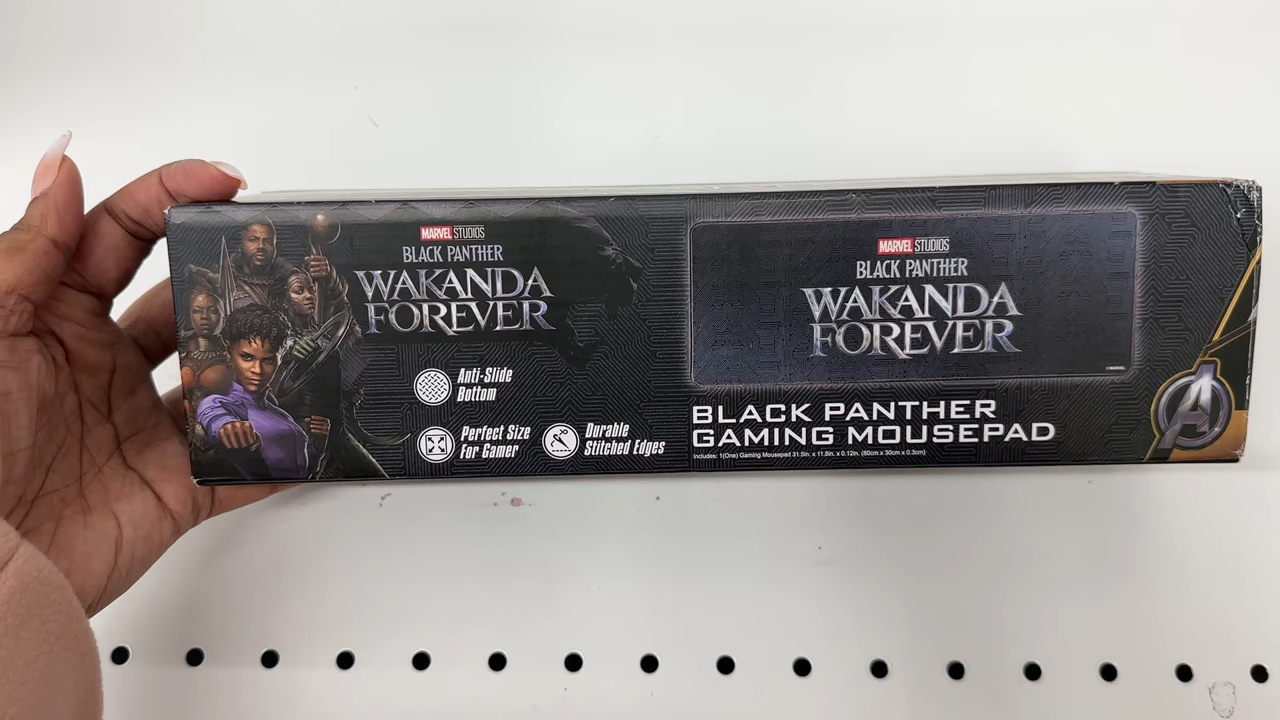 MARVEL STUDIOS
BLACK PANTHER
WAKANDA
FOREVER
Anti-Slide
Bottom
Perfect Size
For Gamer
Durable
Stitched Edges
MARVEL STUDIOS
BLACK PANTHER
WAKANDA
FOREVER
© MARVEL
BLACK PANTHER
GAMING MOUSEPAD
Includes: 1(One) Gaming Mousepad 31.5in. x 11.8in. x 0.12in. (80cm x 30cm x 0.3cm)